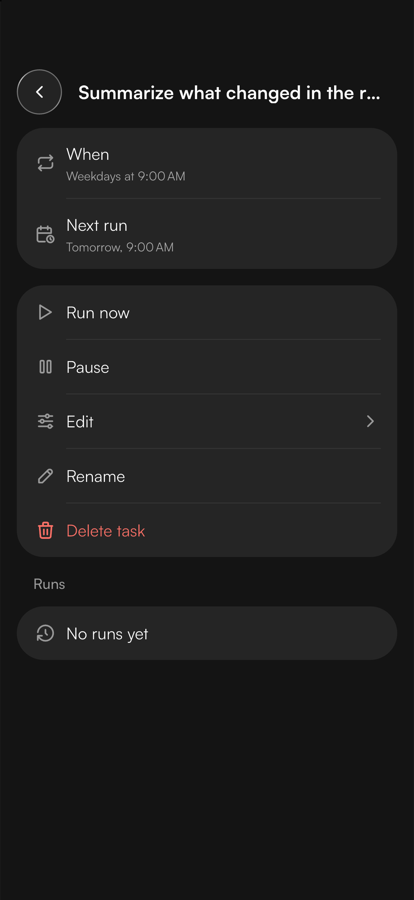 Summarize what changed in the r...
When
Weekdays at 9:00 AM
Next run
Tomorrow, 9:00 AM
Run now
Pause
Edit
Rename
Delete task
Runs
No runs yet